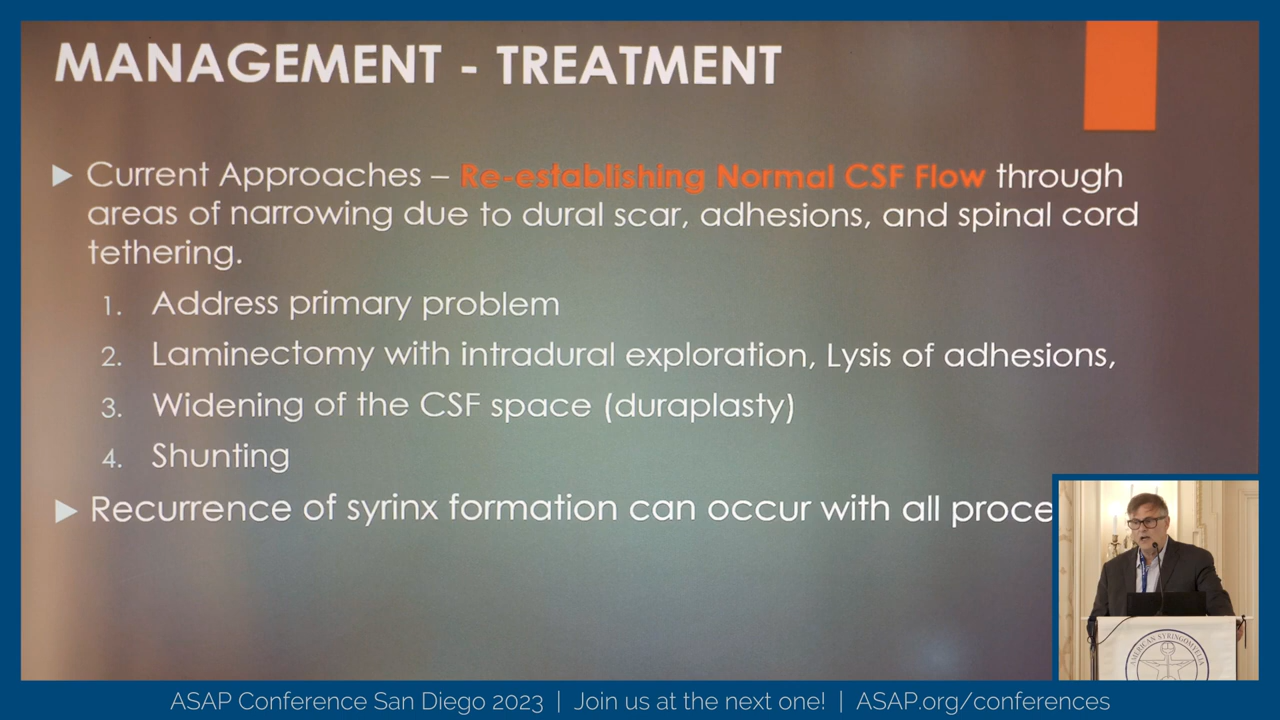 MANAGEMENT - TREATMENT
Current Approaches – Re-establishing Normal CSF Flow through
areas of narrowing due to dural scar, adhesions, and spinal cord
tethering.
1. Address primary problem
2. Laminectomy with intradural exploration, Lysis of adhesions,
3. Widening of the CSF space (duraplasty)
4. Shunting
Recurrence of syrinx formation can occur with all proce
AMERICAN SYRINGOMYELIA
ASAP Conference San Diego 2023 | Join us at the next one! | ASAP.org/conferences